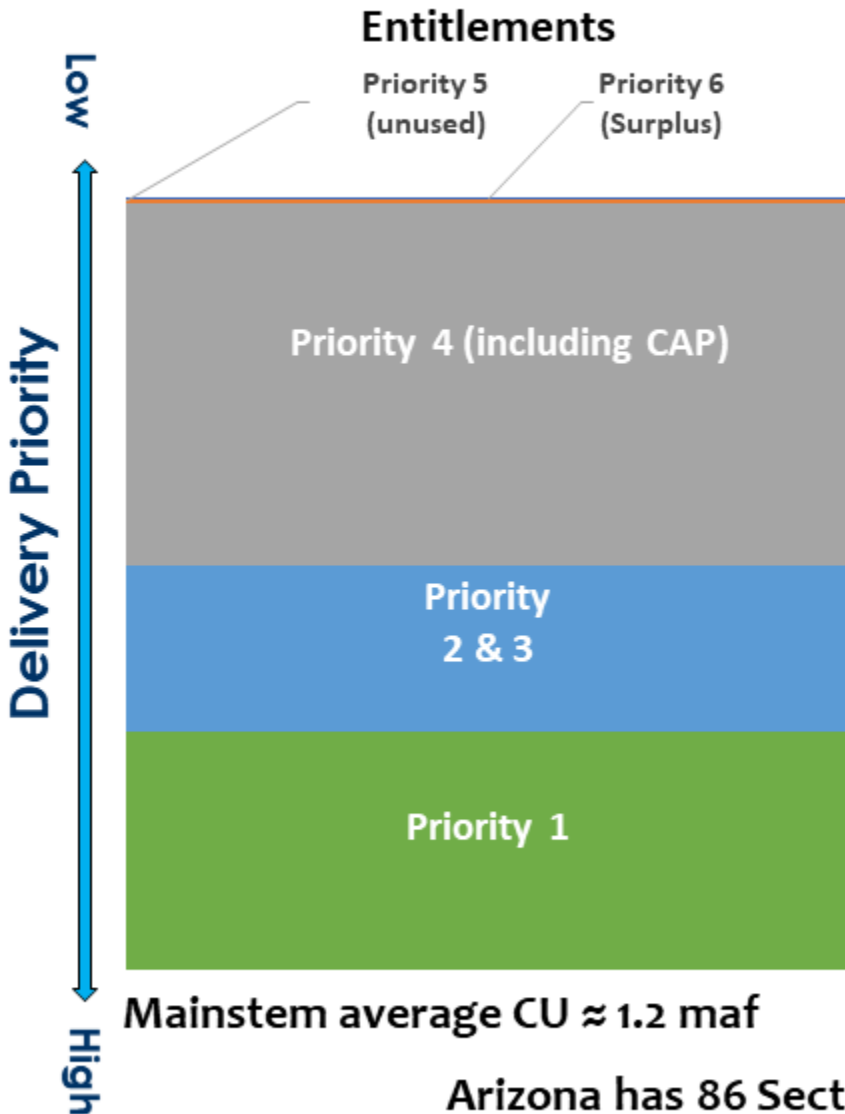 Entitlements
Low
Priority 5
(unused)
Priority 6
(Surplus)
Delivery Priority
Priority 4 (including CAP)
Priority
2 & 3
Priority 1
High
Mainstem average CU ≈ 1.2 maf
Arizona has 86 Sect